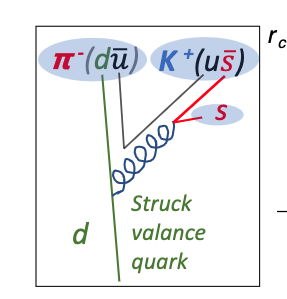 π⁻(dū) K⁺(us̄) r_c
s
Struck
d valance
quark